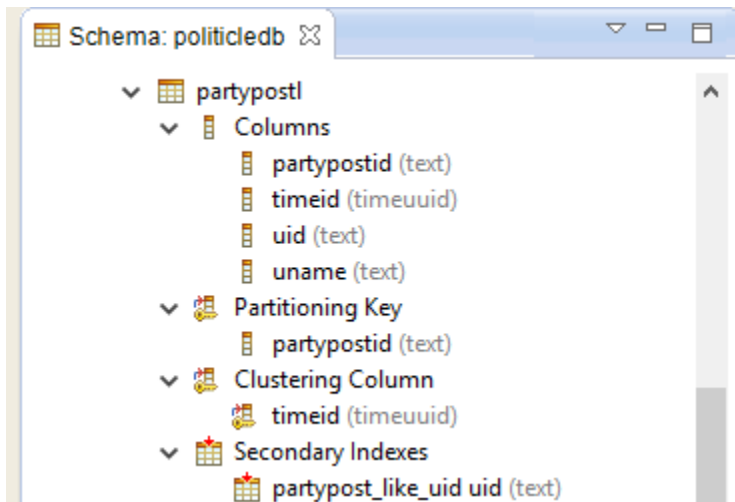 Schema: politicledb
partypostl
Columns
partypostid (text)
timeid (timeuuid)
uid (text)
uname (text)
Partitioning Key
partypostid (text)
Clustering Column
timeid (timeuuid)
Secondary Indexes
partypost_like_uid uid (text)